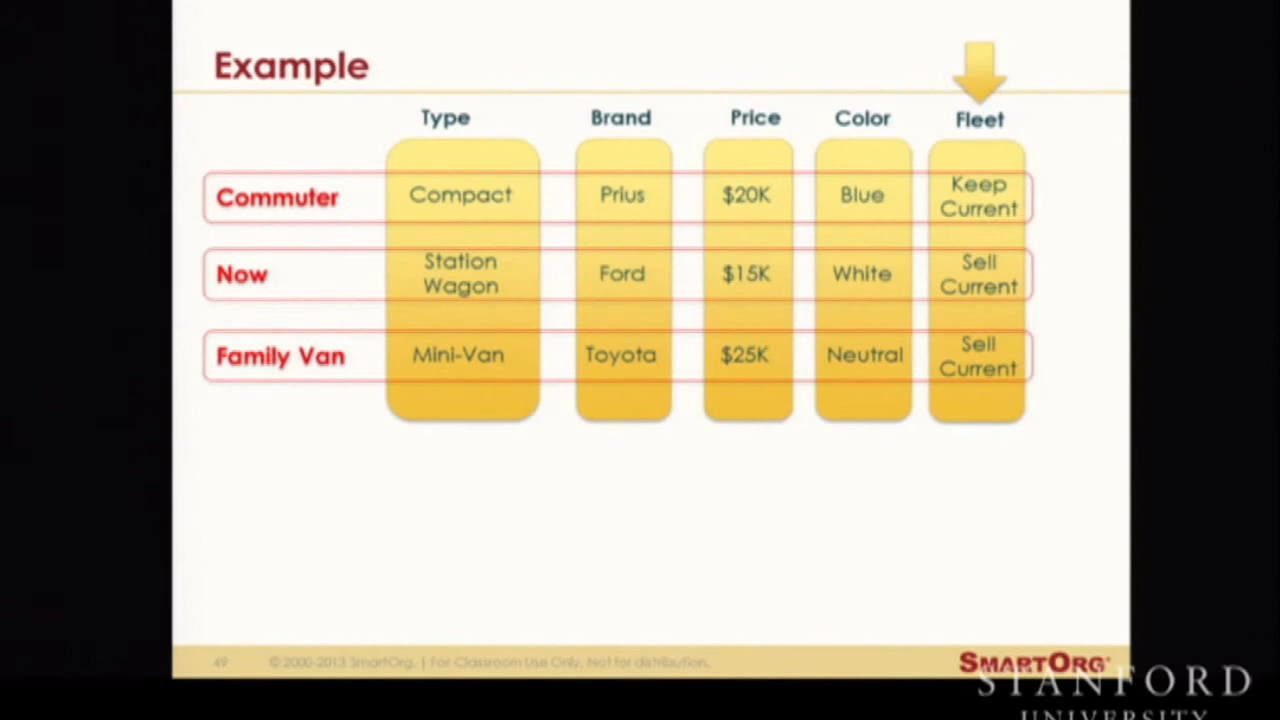 Example
Type Brand Price Color Fleet
Commuter Compact Prius $20K Blue Keep Current
Now Station Wagon Ford $15K White Sell Current
Family Van Mini-Van Toyota $25K Neutral Sell Current
49 © 2000-2013 SmartOrg. | For Classroom Use Only. Not for distribution.
SMARTORG
STANFORD
UNIVERSITY